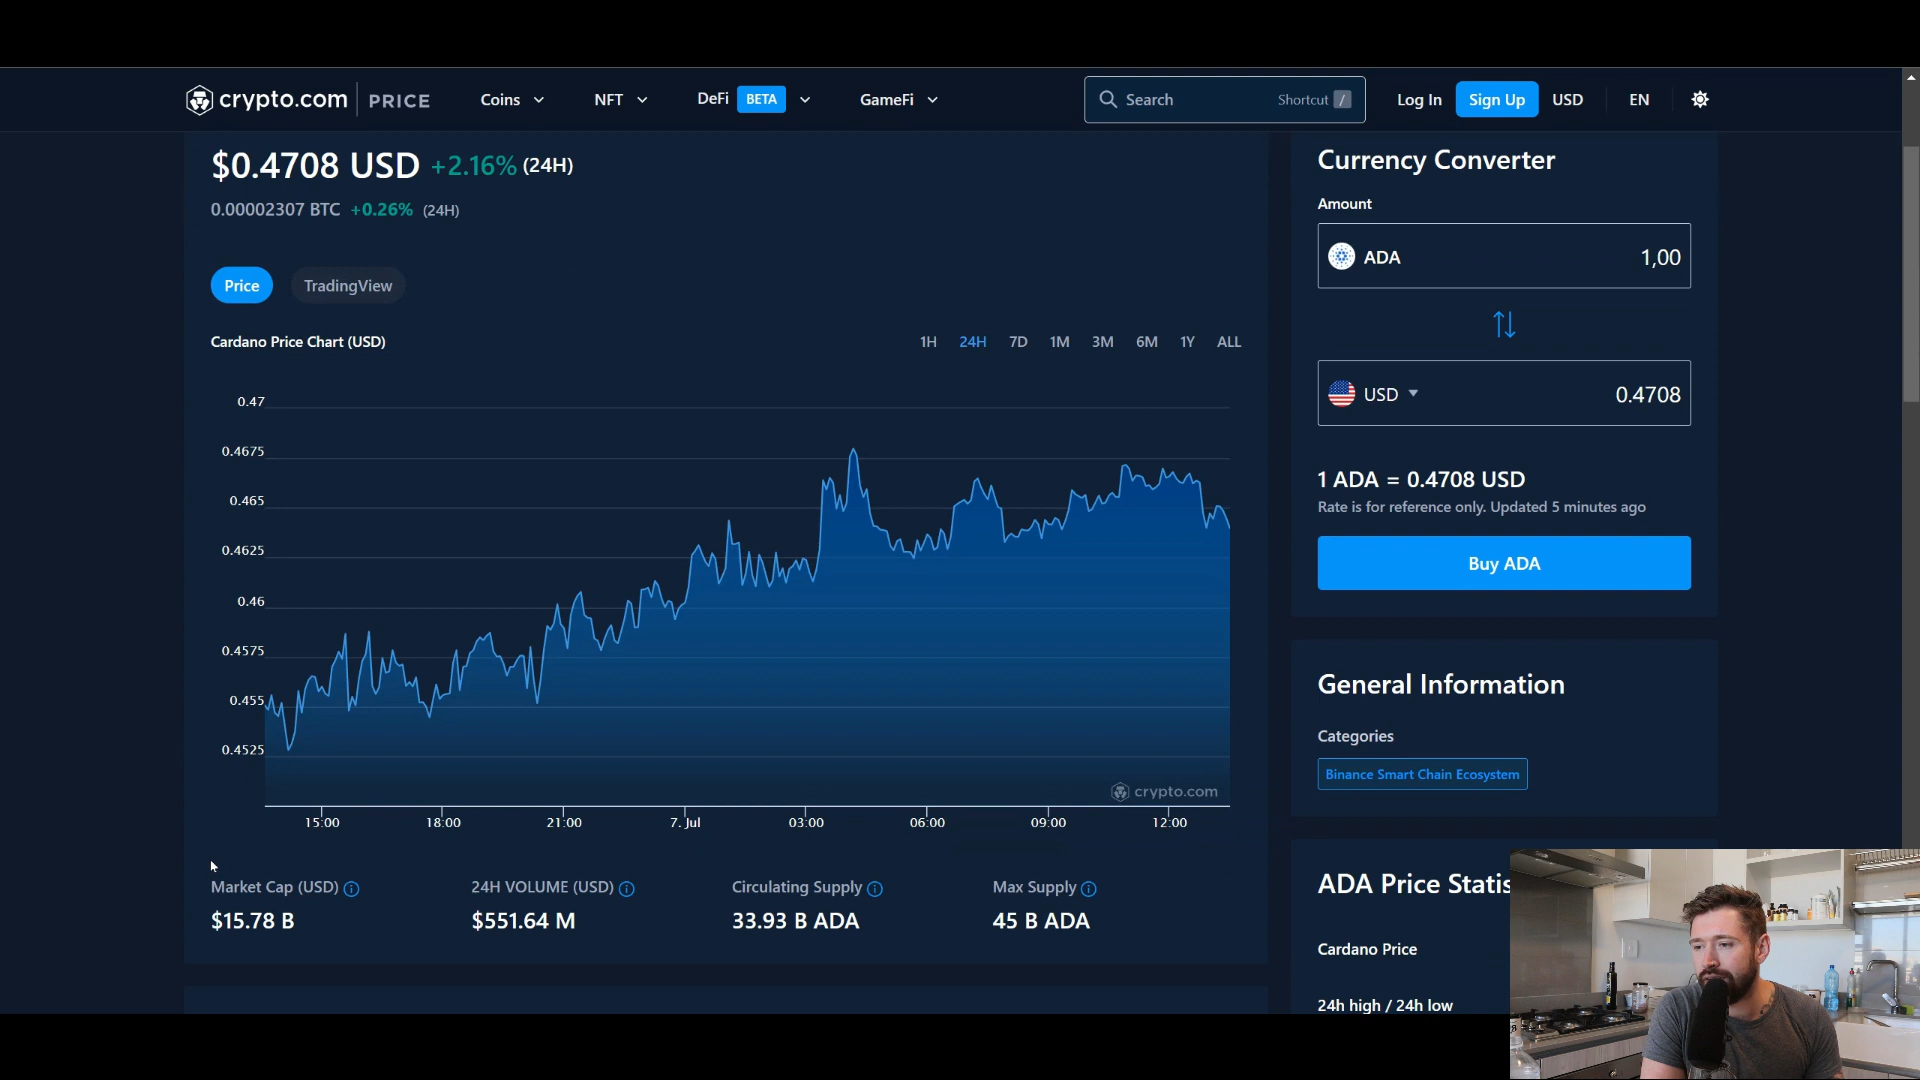 crypto.com PRICE Coins NFT DeFi BETA GameFi Search Shortcut / Log In Sign Up USD EN
$0.4708 USD +2.16% (24H)
0.00002307 BTC +0.26% (24H)
Price TradingView
Cardano Price Chart (USD)
1H 24H 7D 1M 3M 6M 1Y ALL
0.47
0.4675
0.465
0.4625
0.46
0.4575
0.455
0.4525
crypto.com
15:00 18:00 21:00 7. Jul 03:00 06:00 09:00 12:00
Market Cap (USD)
$15.78 B
24H VOLUME (USD)
$551.64 M
Circulating Supply
33.93 B ADA
Max Supply
45 B ADA
Currency Converter
Amount
ADA 1,00
USD 0.4708
1 ADA = 0.4708 USD
Rate is for reference only. Updated 5 minutes ago
Buy ADA
General Information
Categories
Binance Smart Chain Ecosystem
ADA Price Statis
Cardano Price
24h high / 24h low